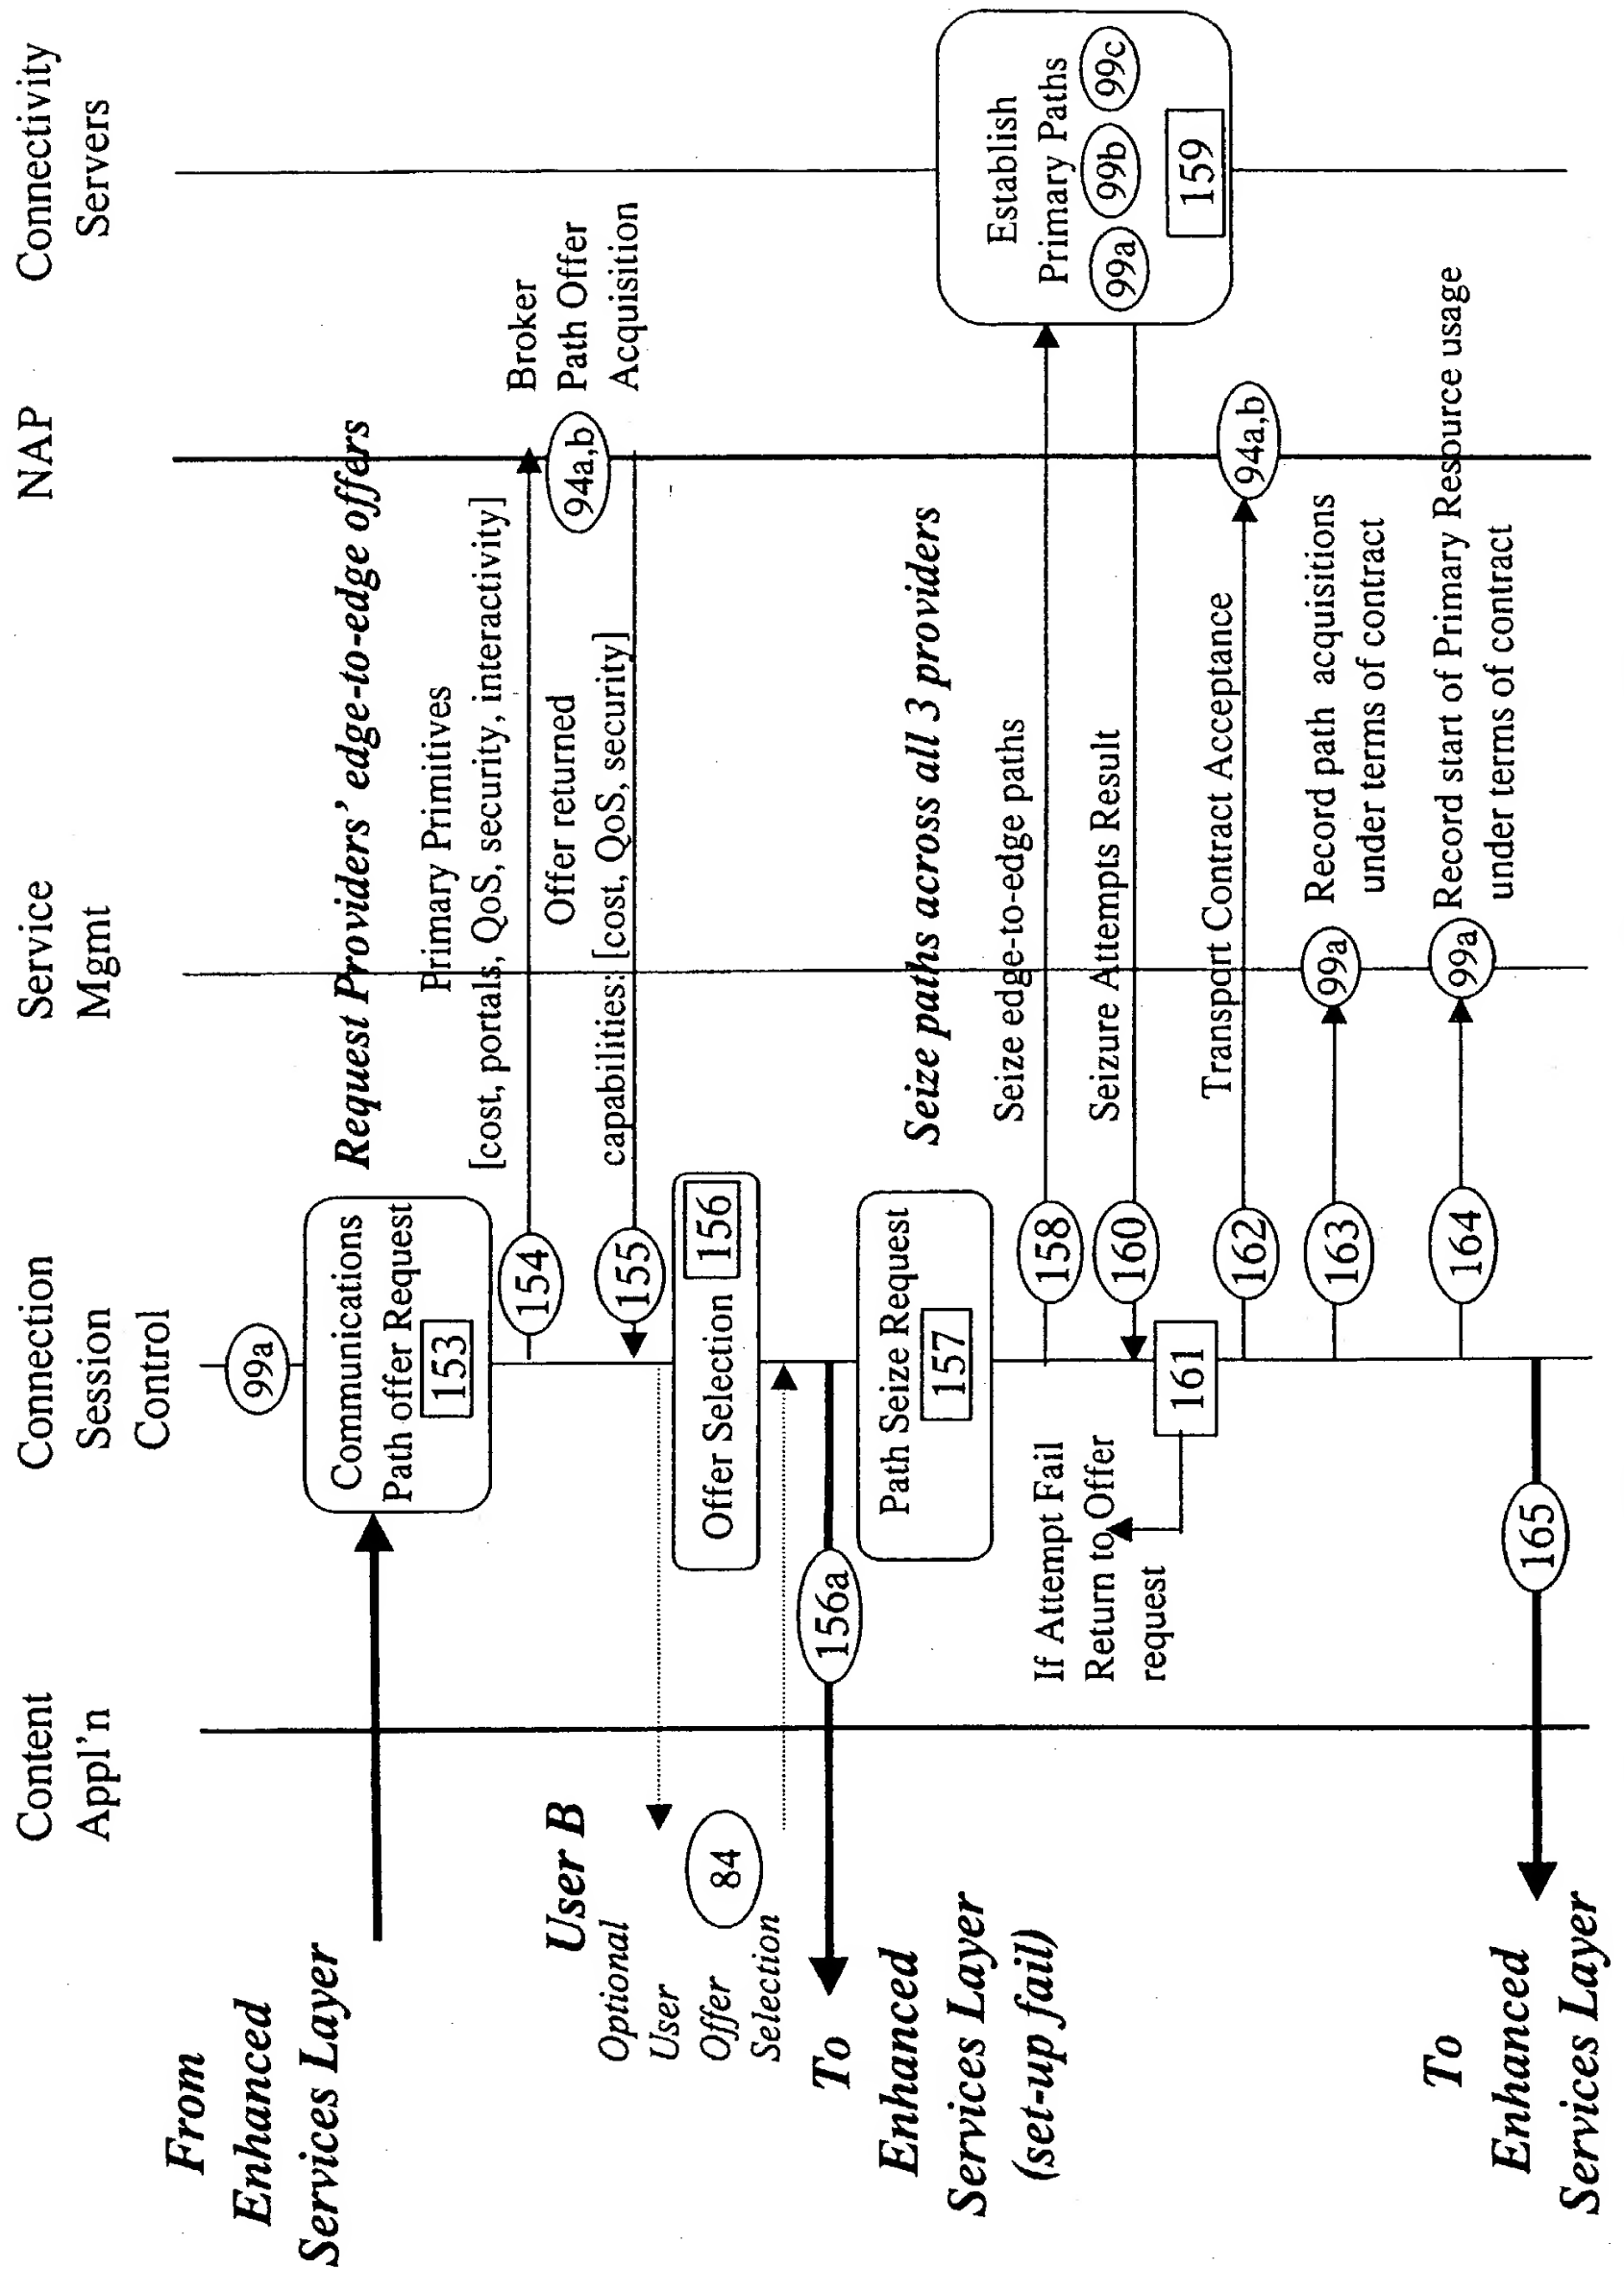 Content
Appl'n
Connection
Session
Control
Service
Mgmt
NAP
Connectivity
Servers
From
Enhanced
Services Layer
99a
Communications
Path offer Request
153
Request Providers' edge-to-edge offers
Primary Primitives
[cost, portals, QoS, security, interactivity]
154
Broker
Path Offer
Acquisition
94a,b
Offer returned
capabilities: [cost, QoS, security]
155
User B
Optional
User
Offer
Selection
84
Offer Selection
156
156a
To
Enhanced
Services Layer
(set-up fail)
Path Seize Request
157
Seize paths across all 3 providers
Seize edge-to-edge paths
158
Establish
Primary Paths
99a
99b
99c
159
Seizure Attempts Result
160
If Attempt Fail
Return to Offer
request
161
Transport Contract Acceptance
162
94a,b
163
99a
Record path acquisitions
under terms of contract
164
99a
Record start of Primary Resource usage
under terms of contract
165
To
Enhanced
Services Layer